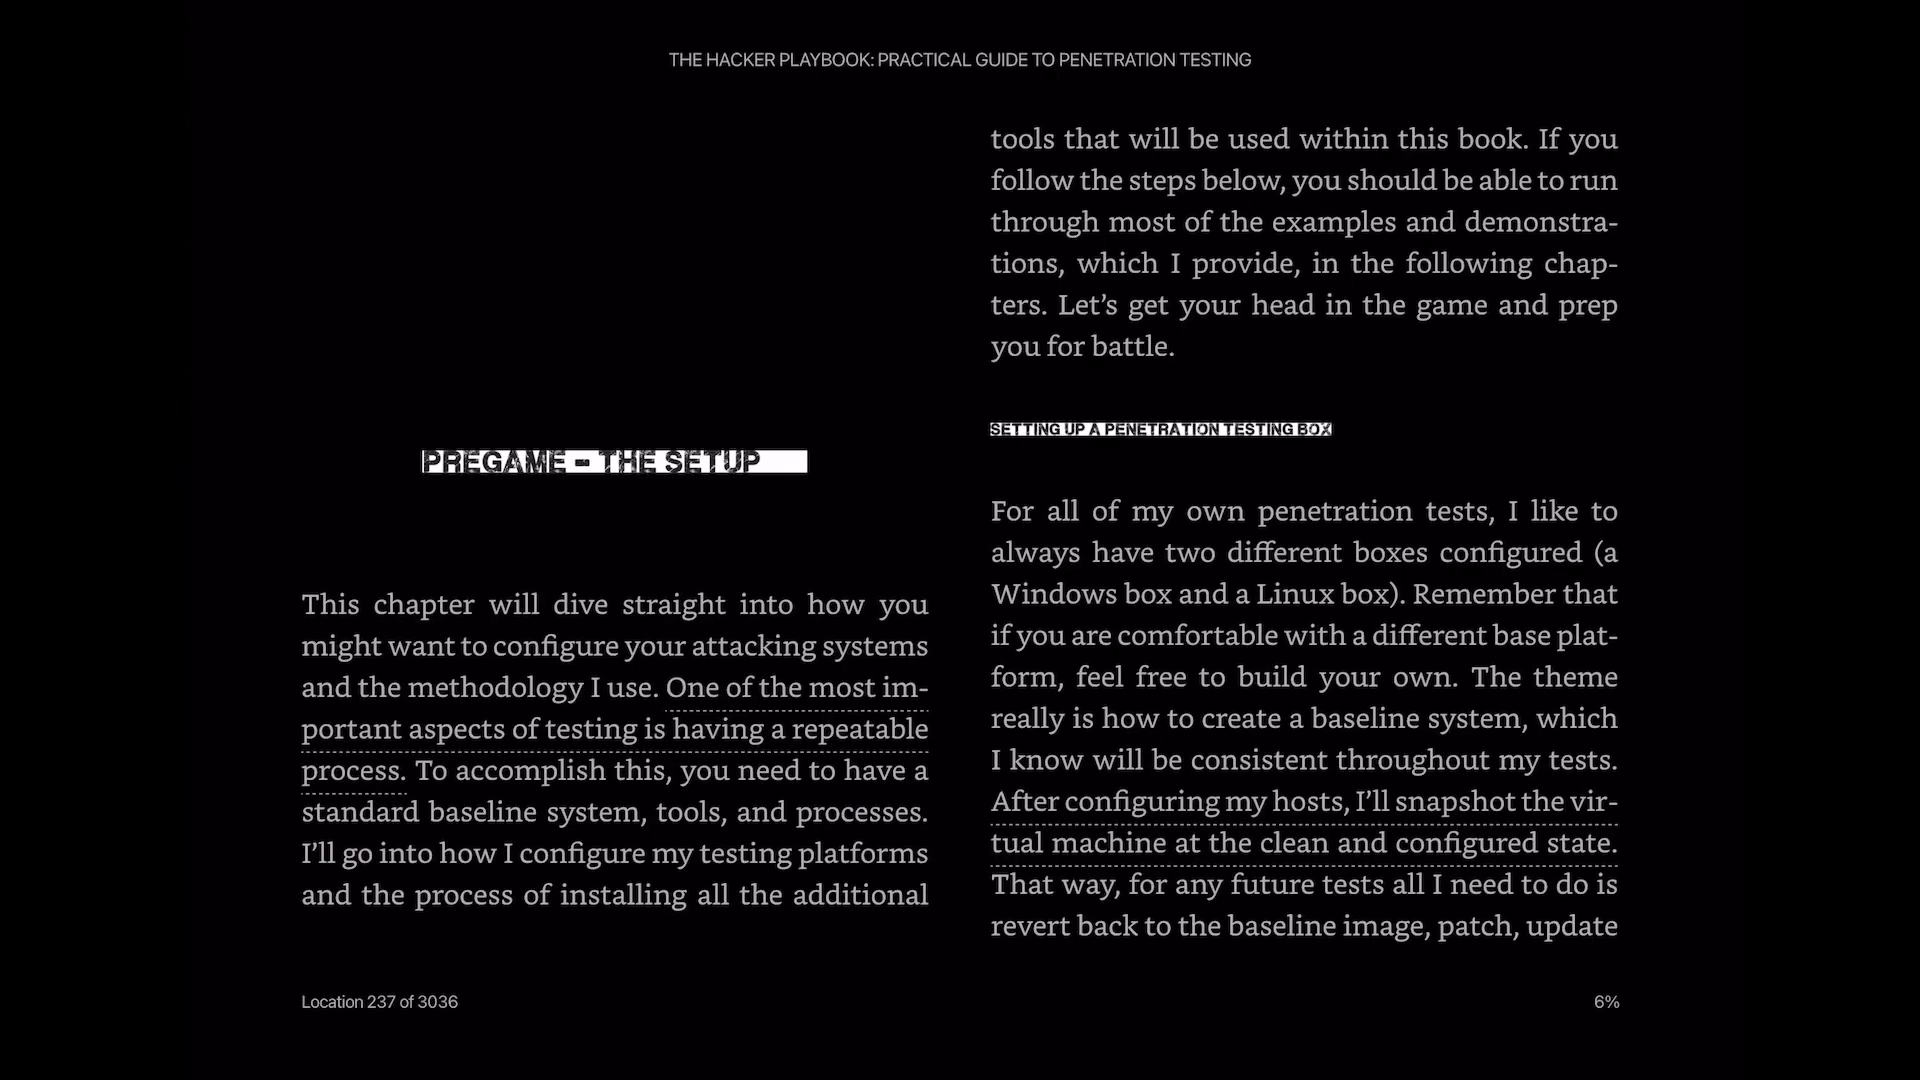 THE HACKER PLAYBOOK: PRACTICAL GUIDE TO PENETRATION TESTING
PREGAME - THE SETUP
This chapter will dive straight into how you
might want to configure your attacking systems
and the methodology I use. One of the most im-
portant aspects of testing is having a repeatable
process. To accomplish this, you need to have a
standard baseline system, tools, and processes.
I’ll go into how I configure my testing platforms
and the process of installing all the additional
tools that will be used within this book. If you
follow the steps below, you should be able to run
through most of the examples and demonstra-
tions, which I provide, in the following chap-
ters. Let’s get your head in the game and prep
you for battle.
SETTING UP A PENETRATION TESTING BOX
For all of my own penetration tests, I like to
always have two different boxes configured (a
Windows box and a Linux box). Remember that
if you are comfortable with a different base plat-
form, feel free to build your own. The theme
really is how to create a baseline system, which
I know will be consistent throughout my tests.
After configuring my hosts, I’ll snapshot the vir-
tual machine at the clean and configured state.
That way, for any future tests all I need to do is
revert back to the baseline image, patch, update
Location 237 of 3036
6%